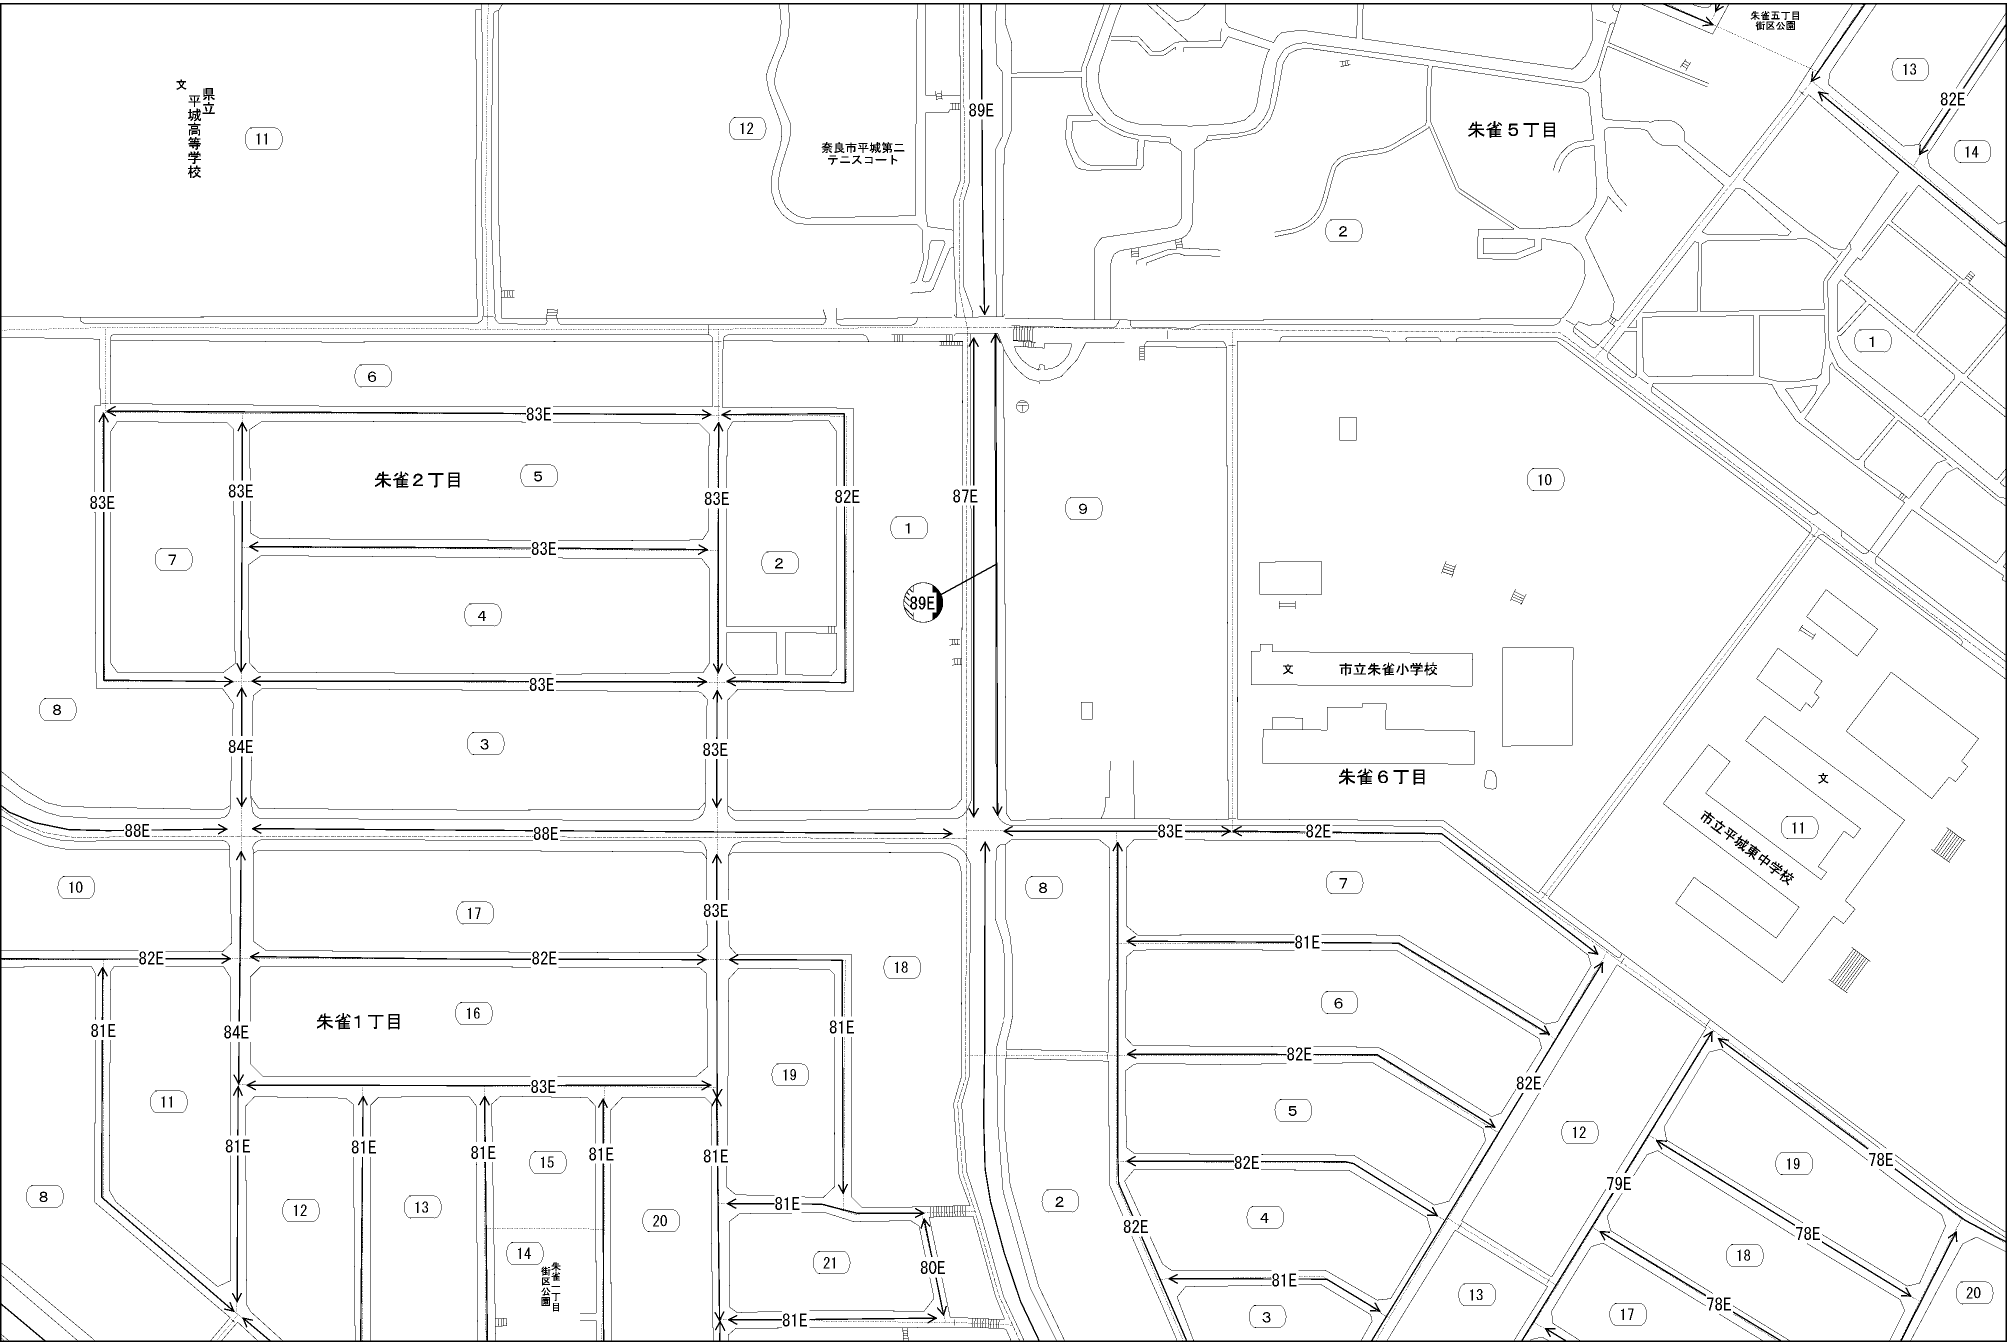 朱雀五丁目
街区公園
13
82E
14
県立
平城高等学校
文
11
12
奈良市平城第二
テニスコート
89E
朱雀5丁目
2
1
6
83E
朱雀2丁目
5
83E
83E
83E
82E
87E
1
9
10
7
83E
2
4
89E
83E
8
84E
3
83E
文
市立朱雀小学校
朱雀6丁目
文
市立平城東中学校
11
88E
88E
83E
82E
10
17
83E
8
7
82E
82E
18
81E
6
81E
朱雀1丁目
84E
16
81E
82E
82E
83E
19
5
12
11
81E
81E
81E
15
81E
81E
82E
79E
19
78E
8
12
13
20
81E
2
82E
4
78E
14
朱雀一丁目
街区公園
21
80E
81E
18
13
20
81E
3
17
78E